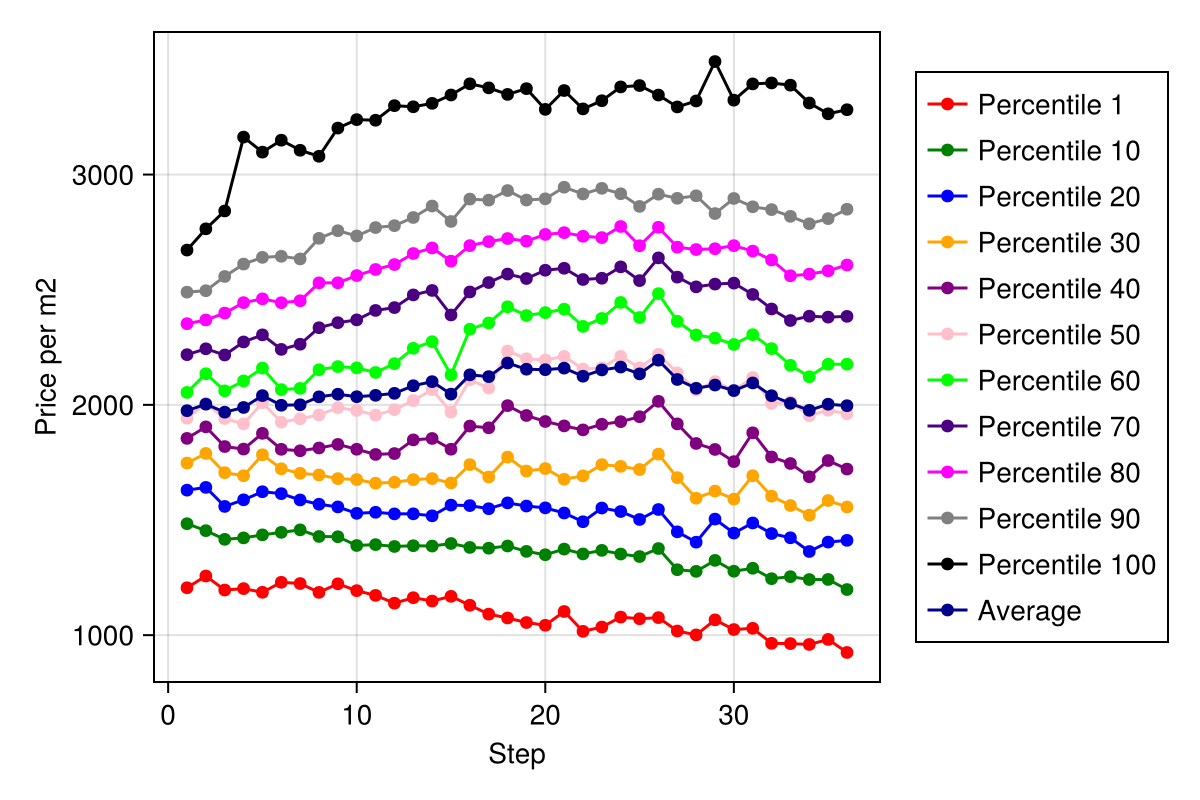 Price per m2
3000
2000
1000
0 10 20 30
Step
Percentile 1
Percentile 10
Percentile 20
Percentile 30
Percentile 40
Percentile 50
Percentile 60
Percentile 70
Percentile 80
Percentile 90
Percentile 100
Average